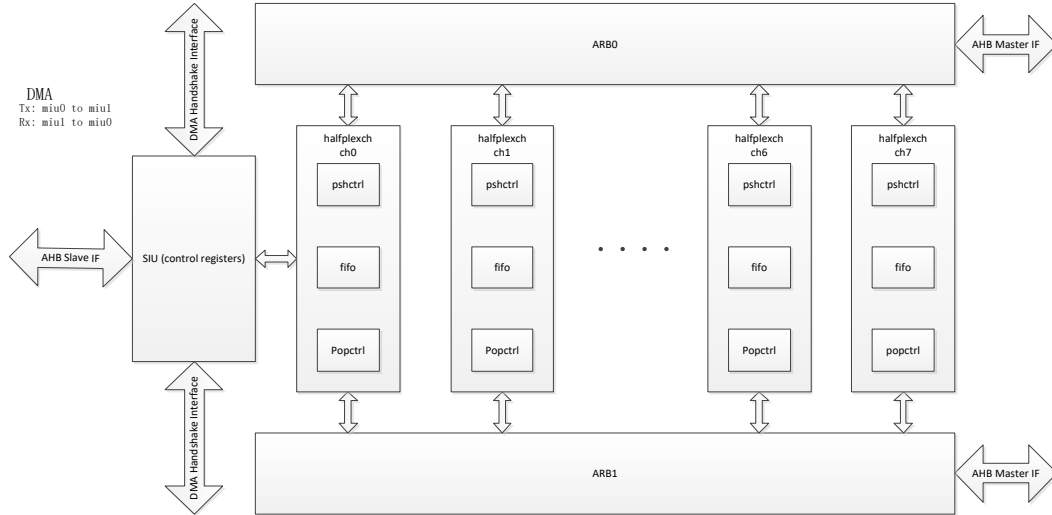 ARB0
AHB Master IF
DMA Handshake Interface
DMA
Tx: miu0 to miu1
Rx: miu1 to miu0
halfplexch
ch0
halfplexch
ch1
halfplexch
ch6
halfplexch
ch7
pshctrl
pshctrl
pshctrl
pshctrl
AHB Slave IF
SIU (control registers)
fifo
fifo
. . . .
fifo
fifo
Popctrl
Popctrl
Popctrl
popctrl
DMA Handshake Interface
ARB1
AHB Master IF